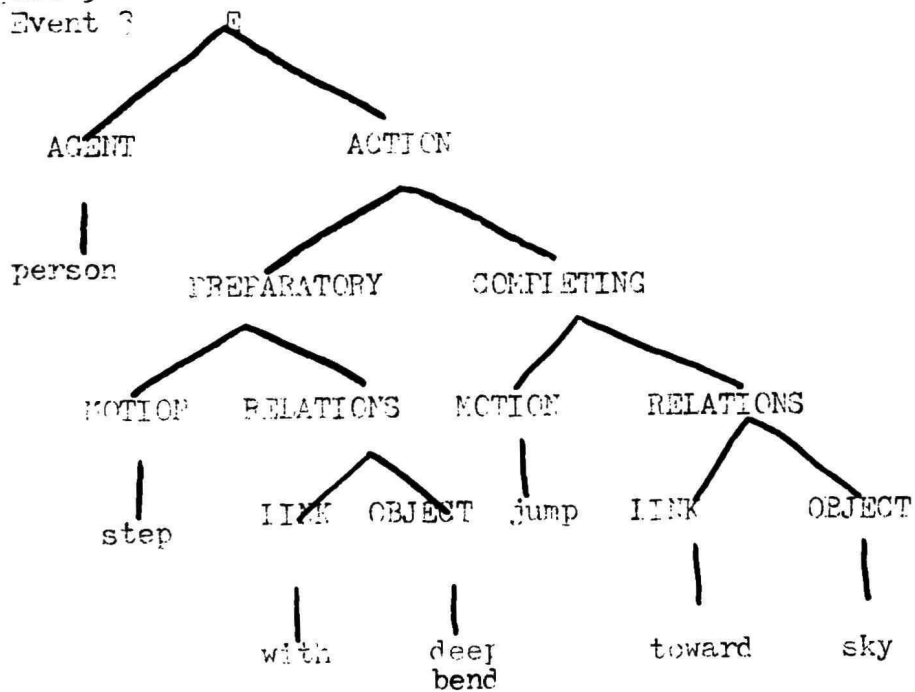 Event 3 E
AGENT ACTION
person
PREPARATORY COMPLETING
MOTION RELATIONS MOTION RELATIONS
step LINK OBJECT jump LINK OBJECT
with deep toward sky
bend